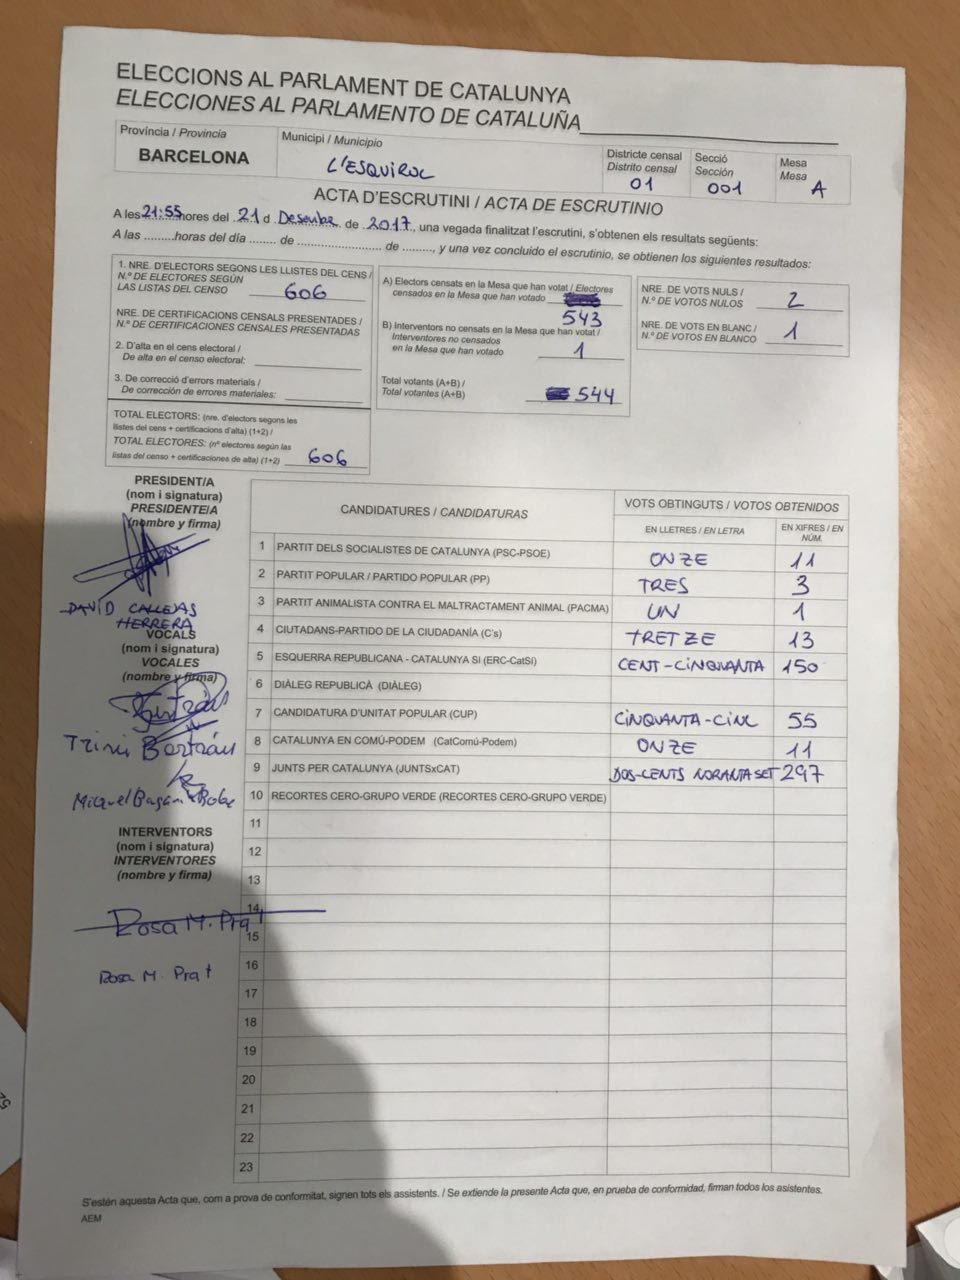 ELECCIONS AL PARLAMENT DE CATALUNYA
ELECCIONES AL PARLAMENTO DE CATALUÑA
Província / Provincia
BARCELONA
Municipi / Municipio
L'ESQUIROL
Districte censal
Distrito censal
01
Secció
Sección
001
Mesa
Mesa
A
ACTA D'ESCRUTINI / ACTA DE ESCRUTINIO
A les 21:55 hores del 21 d Desembre de 2017, una vegada finalitzat l'escrutini, s'obtenen els resultats següents:
A las .........horas del día ........ de ........................ de ........, y una vez concluido el escrutinio, se obtienen los siguientes resultados:
1. NRE. D'ELECTORS SEGONS LES LLISTES DEL CENS /
N.º DE ELECTORES SEGÚN
LAS LISTAS DEL CENSO 606
NRE. DE CERTIFICACIONS CENSALS PRESENTADES /
N.º DE CERTIFICACIONES CENSALES PRESENTADAS
2. D'alta en el cens electoral /
De alta en el censo electoral:
3. De correcció d'errors materials /
De corrección de errores materiales:
TOTAL ELECTORS: (nre. d'electors segons les
llistes del cens + certificacions d'alta) (1+2) /
TOTAL ELECTORES: (nº electores según las
listas del censo + certificaciones de alta) (1+2) 606
A) Electors censats en la Mesa que han votat / Electores
censados en la Mesa que han votado
543
B) Interventors no censats en la Mesa que han votat /
Interventores no censados
en la Mesa que han votado 1
Total votants (A+B) /
Total votantes (A+B) 544
NRE. DE VOTS NULS /
N.º DE VOTOS NULOS 2
NRE. DE VOTS EN BLANC /
N.º DE VOTOS EN BLANCO 1
PRESIDENT/A
(nom i signatura)
PRESIDENTE/A
(nombre y firma)
DAVID CALLEJAS
HERRERA
VOCALS
(nom i signatura)
VOCALES
(nombre y firma)
Trini Bertrán
INTERVENTORS
(nom i signatura)
INTERVENTORES
(nombre y firma)
Rosa M. Prat
Rosa M. Prat
CANDIDATURES / CANDIDATURAS
VOTS OBTINGUTS / VOTOS OBTENIDOS
EN LLETRES / EN LETRA
EN XIFRES / EN
NÚM.
1 PARTIT DELS SOCIALISTES DE CATALUNYA (PSC-PSOE) ONZE 11
2 PARTIT POPULAR / PARTIDO POPULAR (PP) TRES 3
3 PARTIT ANIMALISTA CONTRA EL MALTRACTAMENT ANIMAL (PACMA) UN 1
4 CIUTADANS-PARTIDO DE LA CIUDADANÍA (C's) TRETZE 13
5 ESQUERRA REPUBLICANA - CATALUNYA SÍ (ERC-CatSí) CENT-CINQUANTA 150
6 DIÀLEG REPUBLICÀ (DIÀLEG)
7 CANDIDATURA D'UNITAT POPULAR (CUP) CINQUANTA-CINC 55
8 CATALUNYA EN COMÚ-PODEM (CatComú-Podem) ONZE 11
9 JUNTS PER CATALUNYA (JUNTSxCAT) DOS-CENTS NORANTA SET 297
10 RECORTES CERO-GRUPO VERDE (RECORTES CERO-GRUPO VERDE)
11
12
13
14
15
16
17
18
19
20
21
22
23
S'estén aquesta Acta que, com a prova de conformitat, signen tots els assistents. / Se extiende la presente Acta que, en prueba de conformidad, firman todos los asistentes.
AEM